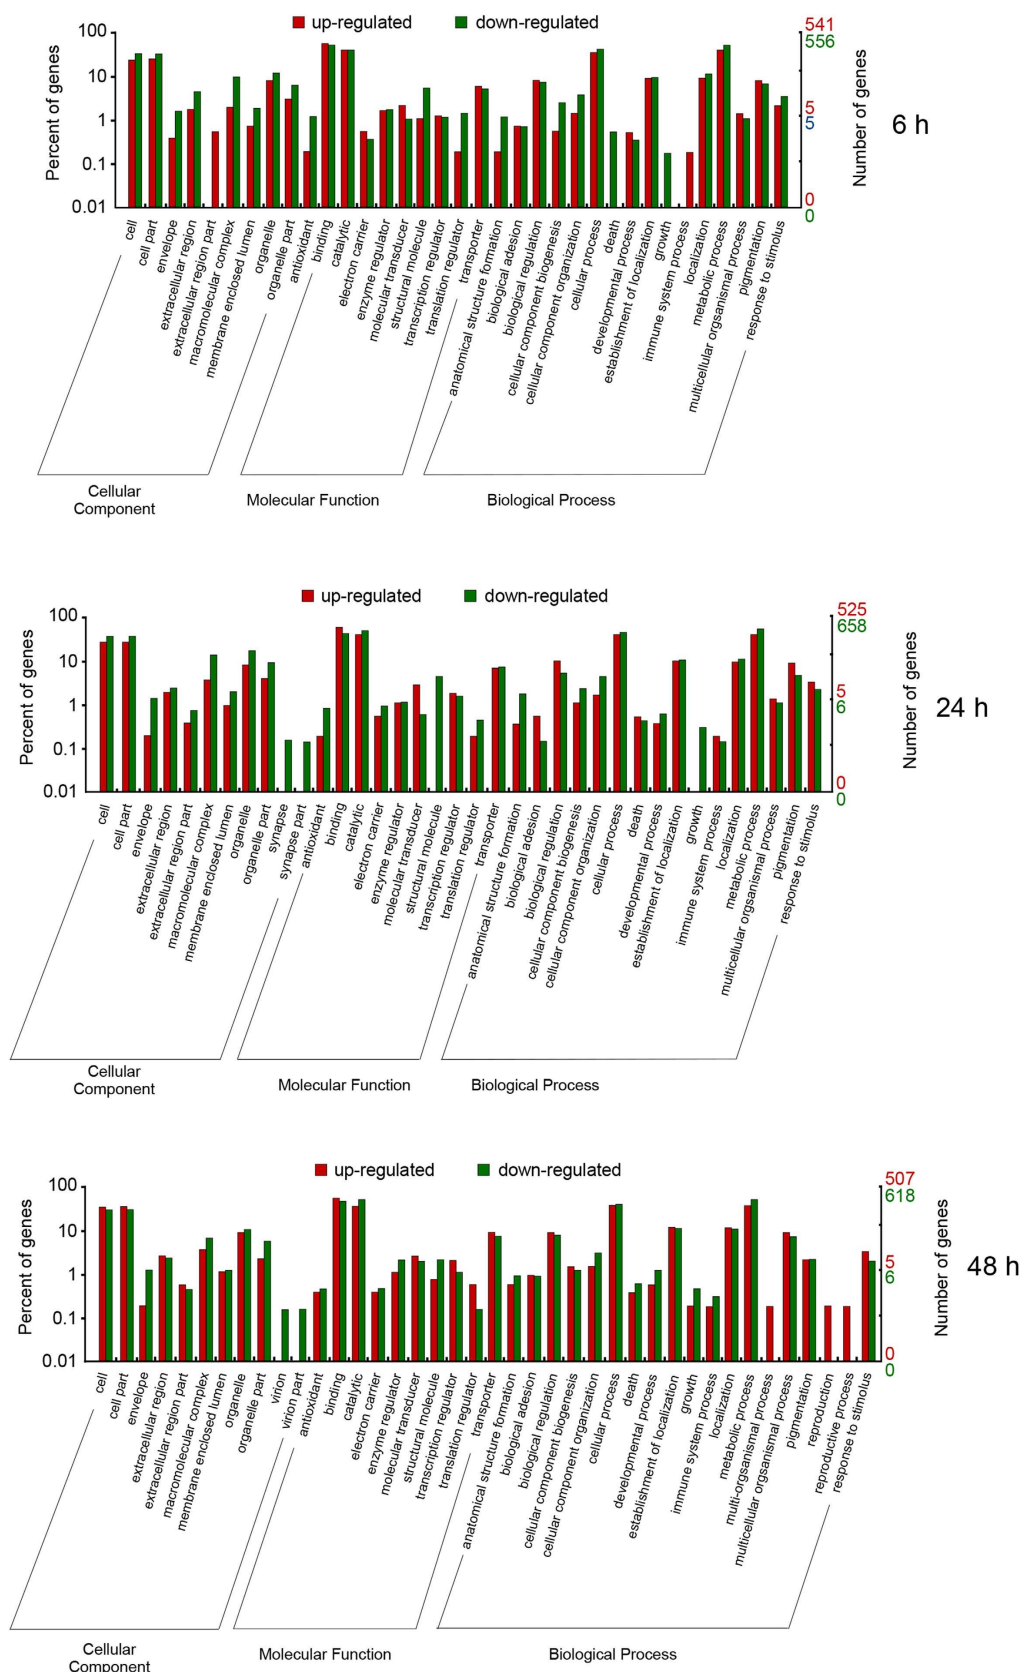 up-regulated down-regulated
100
10
1
0.1
0.01
Percent of genes
541
556
5
5
0
0
Number of genes
6 h
cell
cell part
envelope
extracellular region
extracellular region part
macromolecular complex
membrane enclosed lumen
organelle
organelle part
antioxidant
binding
catalytic
electron carrier
enzyme regulator
molecular transducer
structural molecule
transcription regulator
translation regulator
transporter
anatomical structure formation
biological adesion
biological regulation
cellular component biogenesis
cellular component organization
cellular process
death
developmental process
establishment of localization
growth
immune system process
localization
metabolic process
multicellular organismal process
pigmentation
response to stimulus
Cellular
Component
Molecular Function
Biological Process
up-regulated down-regulated
100
10
1
0.1
0.01
Percent of genes
525
658
5
6
0
0
Number of genes
24 h
cell
cell part
envelope
extracellular region
extracellular region part
macromolecular complex
membrane enclosed lumen
organelle
organelle part
synapse
synapse part
antioxidant
binding
catalytic
electron carrier
enzyme regulator
molecular transducer
structural molecule
transcription regulator
translation regulator
transporter
anatomical structure formation
biological adesion
biological regulation
cellular component biogenesis
cellular component organization
cellular process
death
developmental process
establishment of localization
growth
immune system process
localization
metabolic process
multicellular organismal process
pigmentation
response to stimulus
Cellular
Component
Molecular Function
Biological Process
up-regulated down-regulated
100
10
1
0.1
0.01
Percent of genes
507
618
5
6
0
0
Number of genes
48 h
cell
cell part
envelope
extracellular region
extracellular region part
macromolecular complex
membrane enclosed lumen
organelle
organelle part
virion
virion part
antioxidant
binding
catalytic
electron carrier
enzyme regulator
molecular transducer
structural molecule
transcription regulator
translation regulator
transporter
anatomical structure formation
biological adesion
biological regulation
cellular component biogenesis
cellular component organization
cellular process
death
developmental process
establishment of localization
growth
immune system process
localization
metabolic process
multi-organismal process
multicellular organismal process
pigmentation
reproduction
reproductive process
response to stimulus
Cellular
Component
Molecular Function
Biological Process